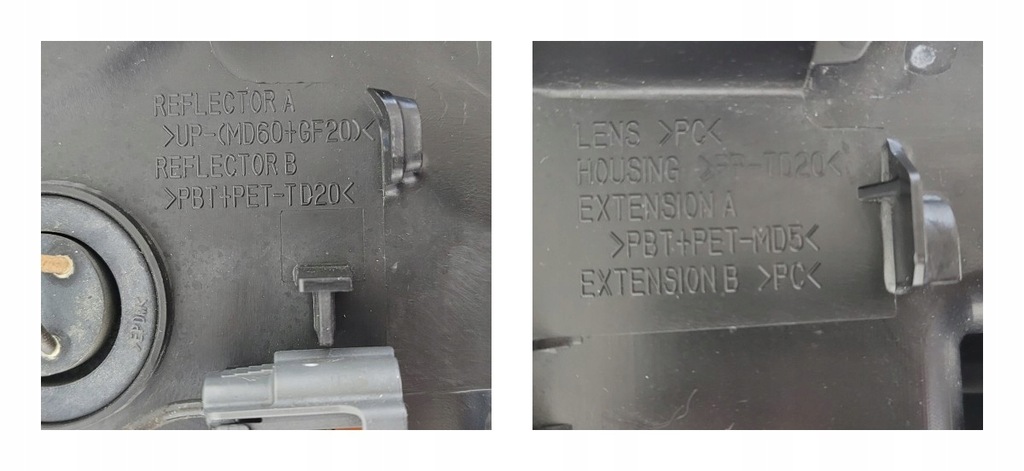 REFLECTOR A
>UP-(MD60+GF20)<
REFLECTOR B
>PBT+PET-TD20<
>EPDM<
LENS >PC<
HOUSING >PP-TD20<
EXTENSION A
>PBT+PET-MD5<
EXTENSION B >PC<